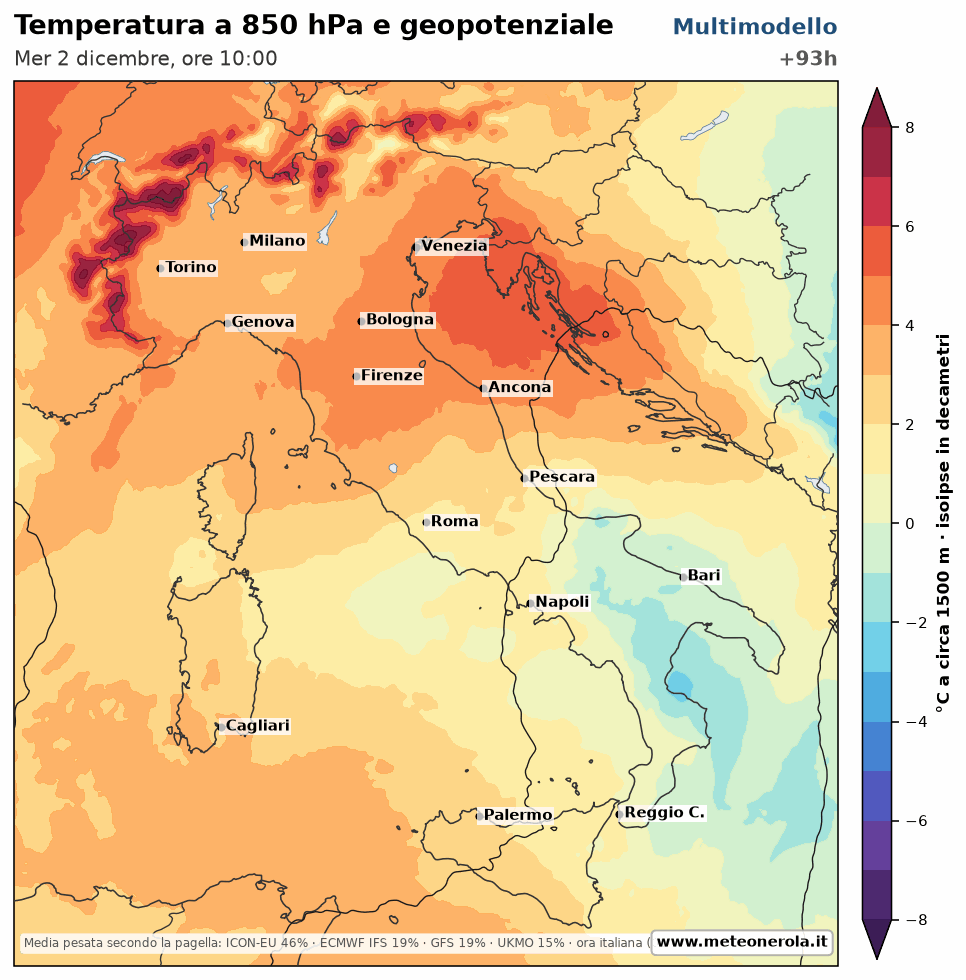 Temperatura a 850 hPa e geopotenziale
Multimodello
Mer 2 dicembre, ore 10:00
+93h
Milano
Venezia
Torino
Genova
Bologna
Firenze
Ancona
Pescara
Roma
Bari
Napoli
Cagliari
Palermo
Reggio C.
8
6
4
2
0
−2
−4
−6
−8
°C a circa 1500 m · isoipse in decametri
Media pesata secondo la pagella: ICON-EU 46% · ECMWF IFS 19% · GFS 19% · UKMO 15% · ora italiana (
www.meteonerola.it